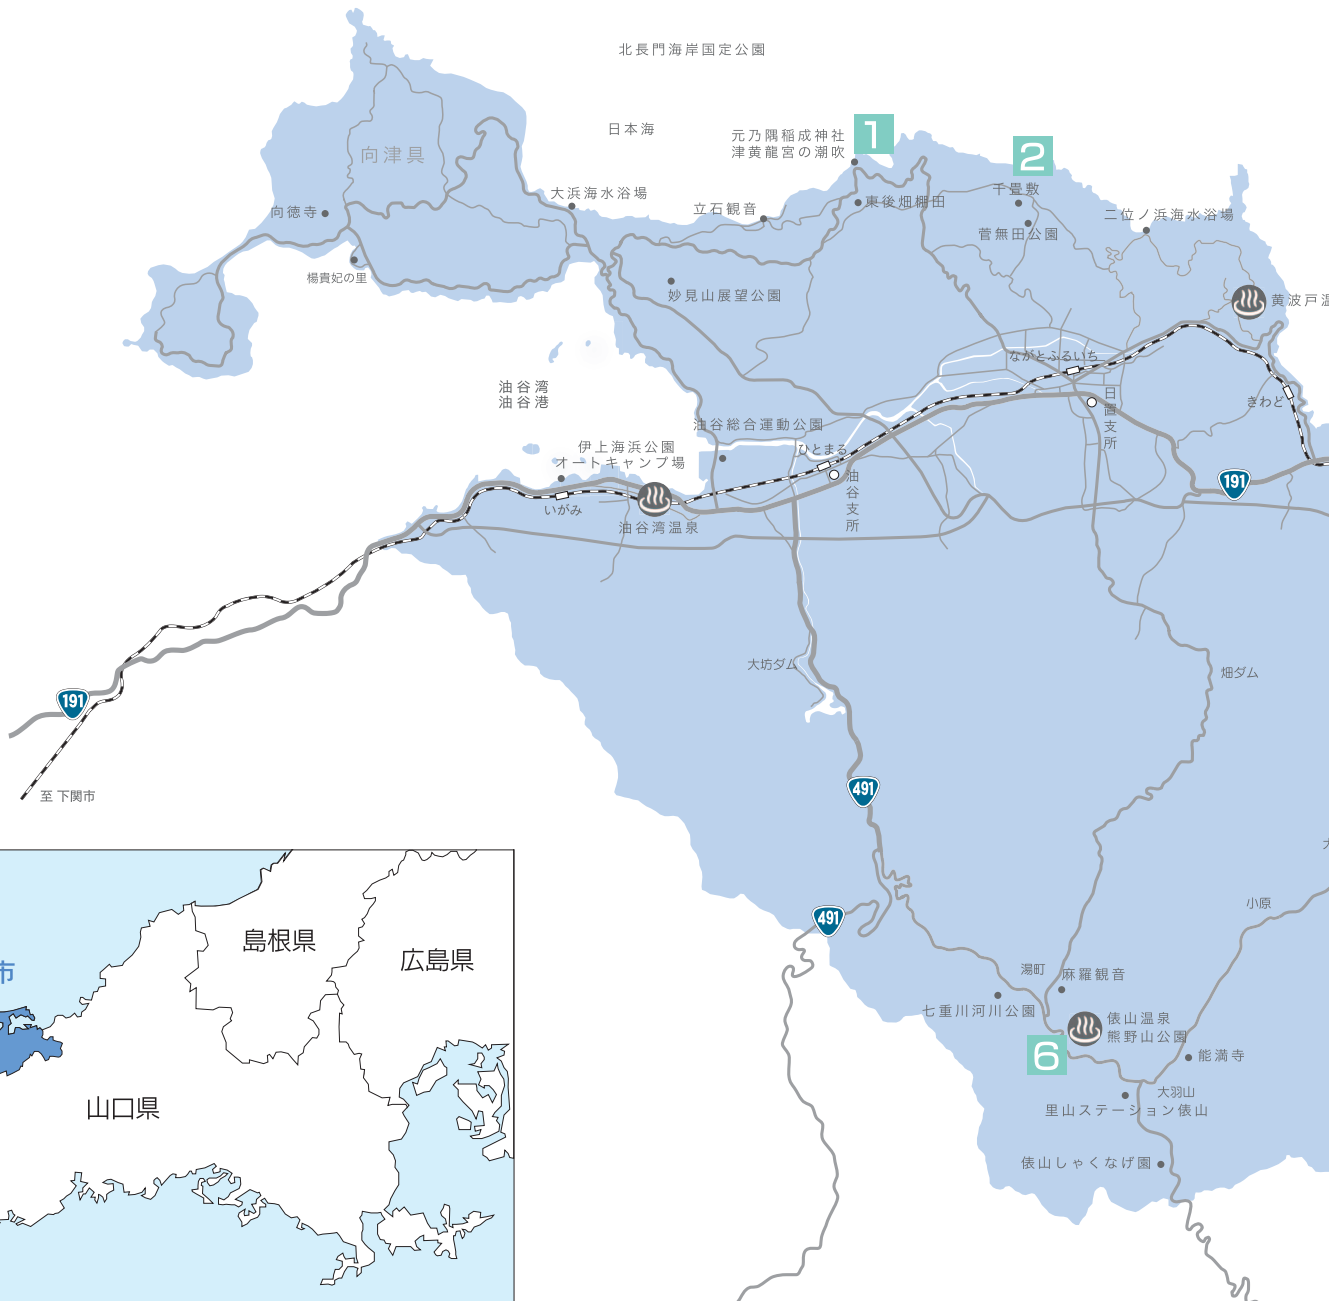 北長門海岸国定公園
日本海
元乃隅稲成神社
津黄龍宮の潮吹
1
2
向津具
千畳敷
大浜海水浴場
東後畑棚田
立石観音
向徳寺
二位ノ浜海水浴場
菅無田公園
楊貴妃の里
妙見山展望公園
黄波戸温
ながとふるいち
油谷湾
油谷港
日置支所
きわど
油谷総合運動公園
伊上海浜公園
オートキャンプ場
ひとまる
油谷支所
191
いがみ
油谷湾温泉
大坊ダム
畑ダム
191
至 下関市
491
小原
491
島根県
広島県
市
湯町
麻羅観音
七重川河川公園
俵山温泉
熊野山公園
6
能満寺
大羽山
里山ステーション俵山
山口県
俵山しゃくなげ園